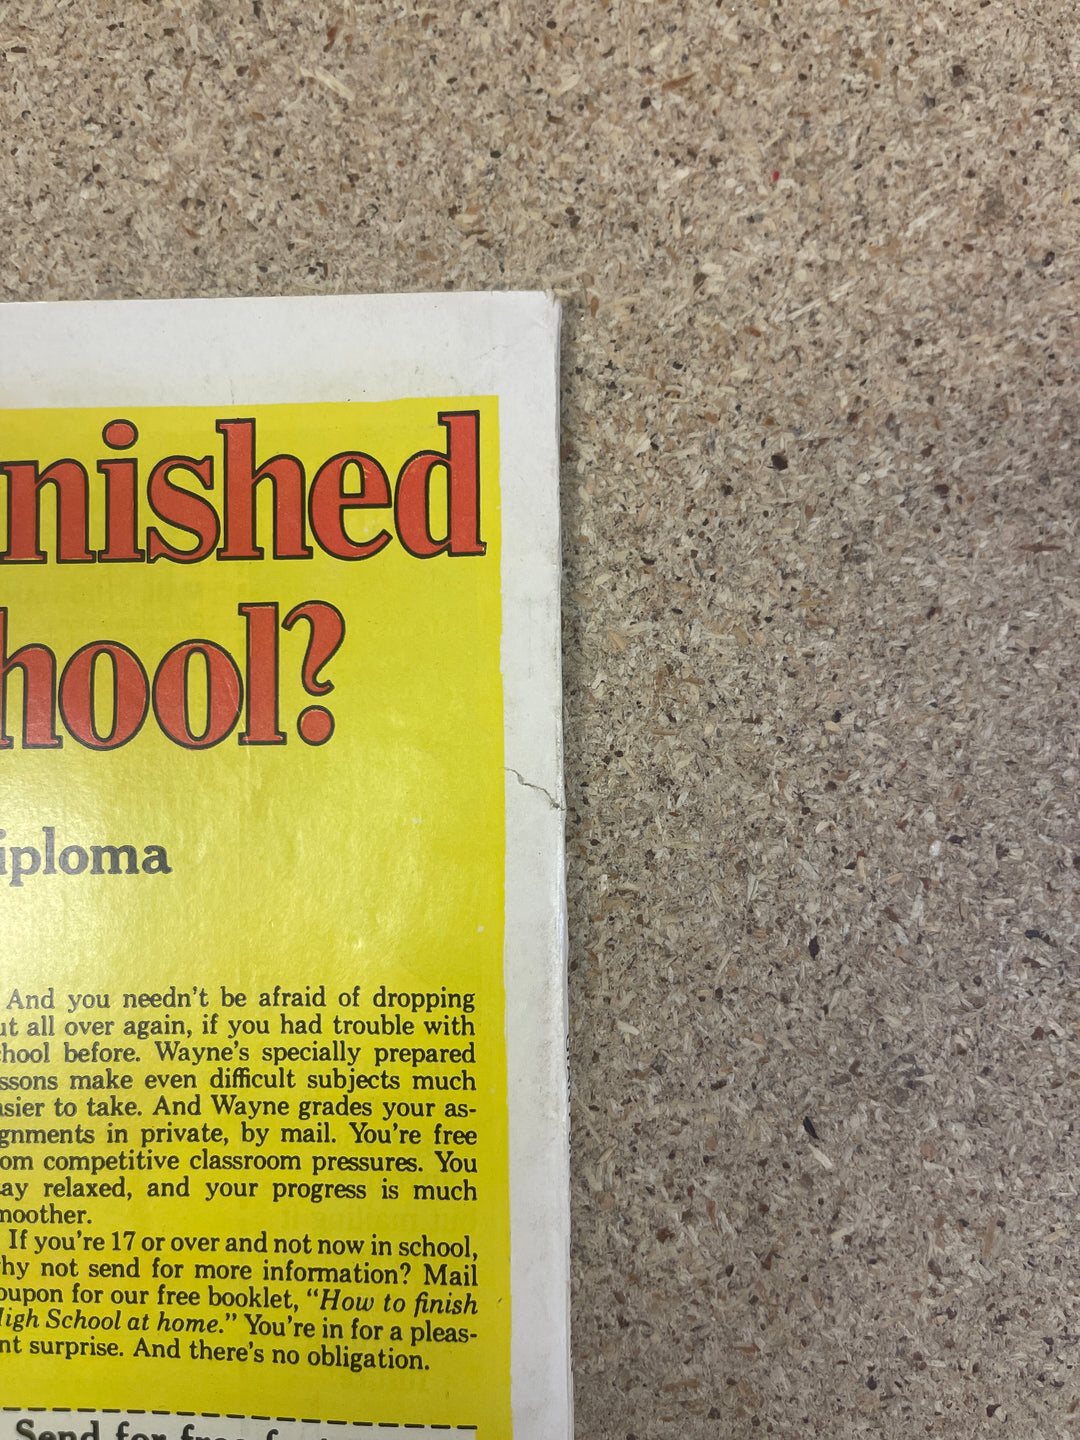 nished
hool?
iploma
And you needn't be afraid of dropping
ut all over again, if you had trouble with
chool before. Wayne's specially prepared
ssons make even difficult subjects much
asier to take. And Wayne grades your as-
gnments in private, by mail. You're free
om competitive classroom pressures. You
ay relaxed, and your progress is much
moother.
If you're 17 or over and not now in school,
hy not send for more information? Mail
oupon for our free booklet, "How to finish
High School at home." You're in for a pleas-
nt surprise. And there's no obligation.
Send for free